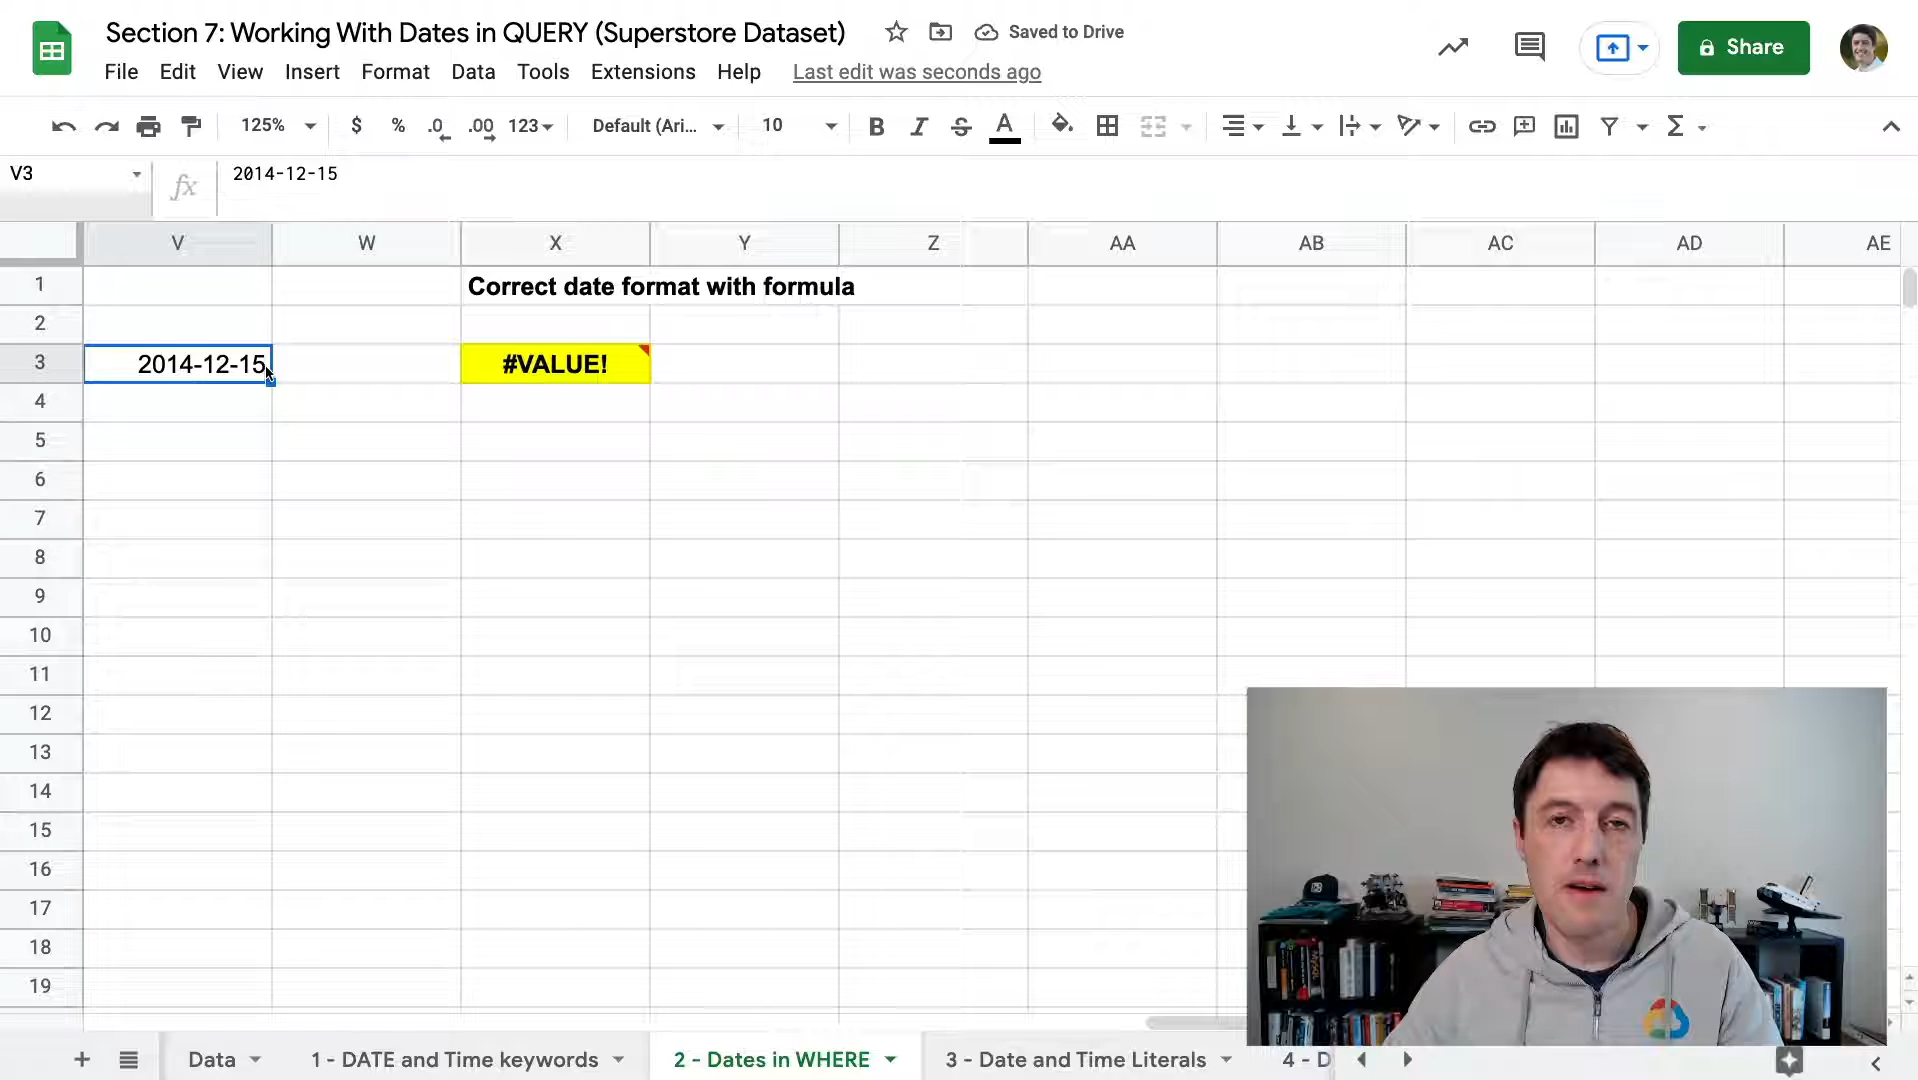 Section 7: Working With Dates in QUERY (Superstore Dataset)
Saved to Drive
Share
File Edit View Insert Format Data Tools Extensions Help Last edit was seconds ago
125% $ % .0 .00 123 Default (Ari... 10 B I S A
V3 fx 2014-12-15
V W X Y Z AA AB AC AD AE
1 Correct date format with formula
2
3 2014-12-15 #VALUE!
4
5
6
7
8
9
10
11
12
13
14
15
16
17
18
19
+ Data 1 - DATE and Time keywords 2 - Dates in WHERE 3 - Date and Time Literals 4 - D